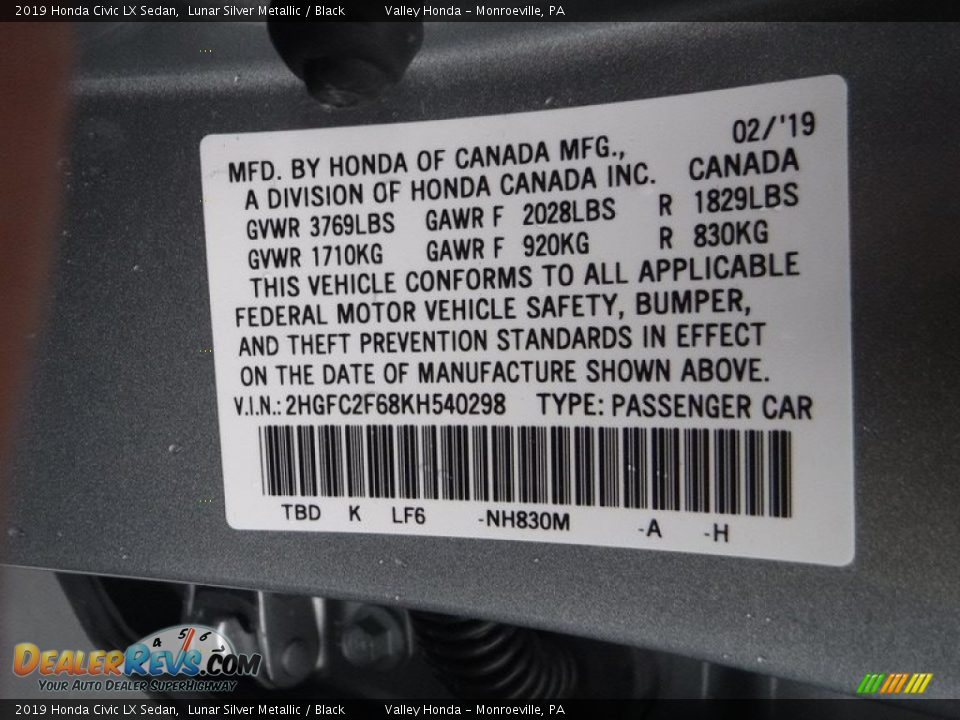 2019 Honda Civic LX Sedan, Lunar Silver Metallic / Black Valley Honda - Monroeville, PA
02/'19
MFD. BY HONDA OF CANADA MFG.,
A DIVISION OF HONDA CANADA INC. CANADA
GVWR 3769LBS GAWR F 2028LBS R 1829LBS
GVWR 1710KG GAWR F 920KG R 830KG
THIS VEHICLE CONFORMS TO ALL APPLICABLE
FEDERAL MOTOR VEHICLE SAFETY, BUMPER,
AND THEFT PREVENTION STANDARDS IN EFFECT
ON THE DATE OF MANUFACTURE SHOWN ABOVE.
V.I.N.: 2HGFC2F68KH540298 TYPE: PASSENGER CAR
TBD K LF6 -NH830M -A -H
4 5 6
DEALERREVS.COM
YOUR AUTO DEALER SUPERHIGHWAY
2019 Honda Civic LX Sedan, Lunar Silver Metallic / Black Valley Honda - Monroeville, PA